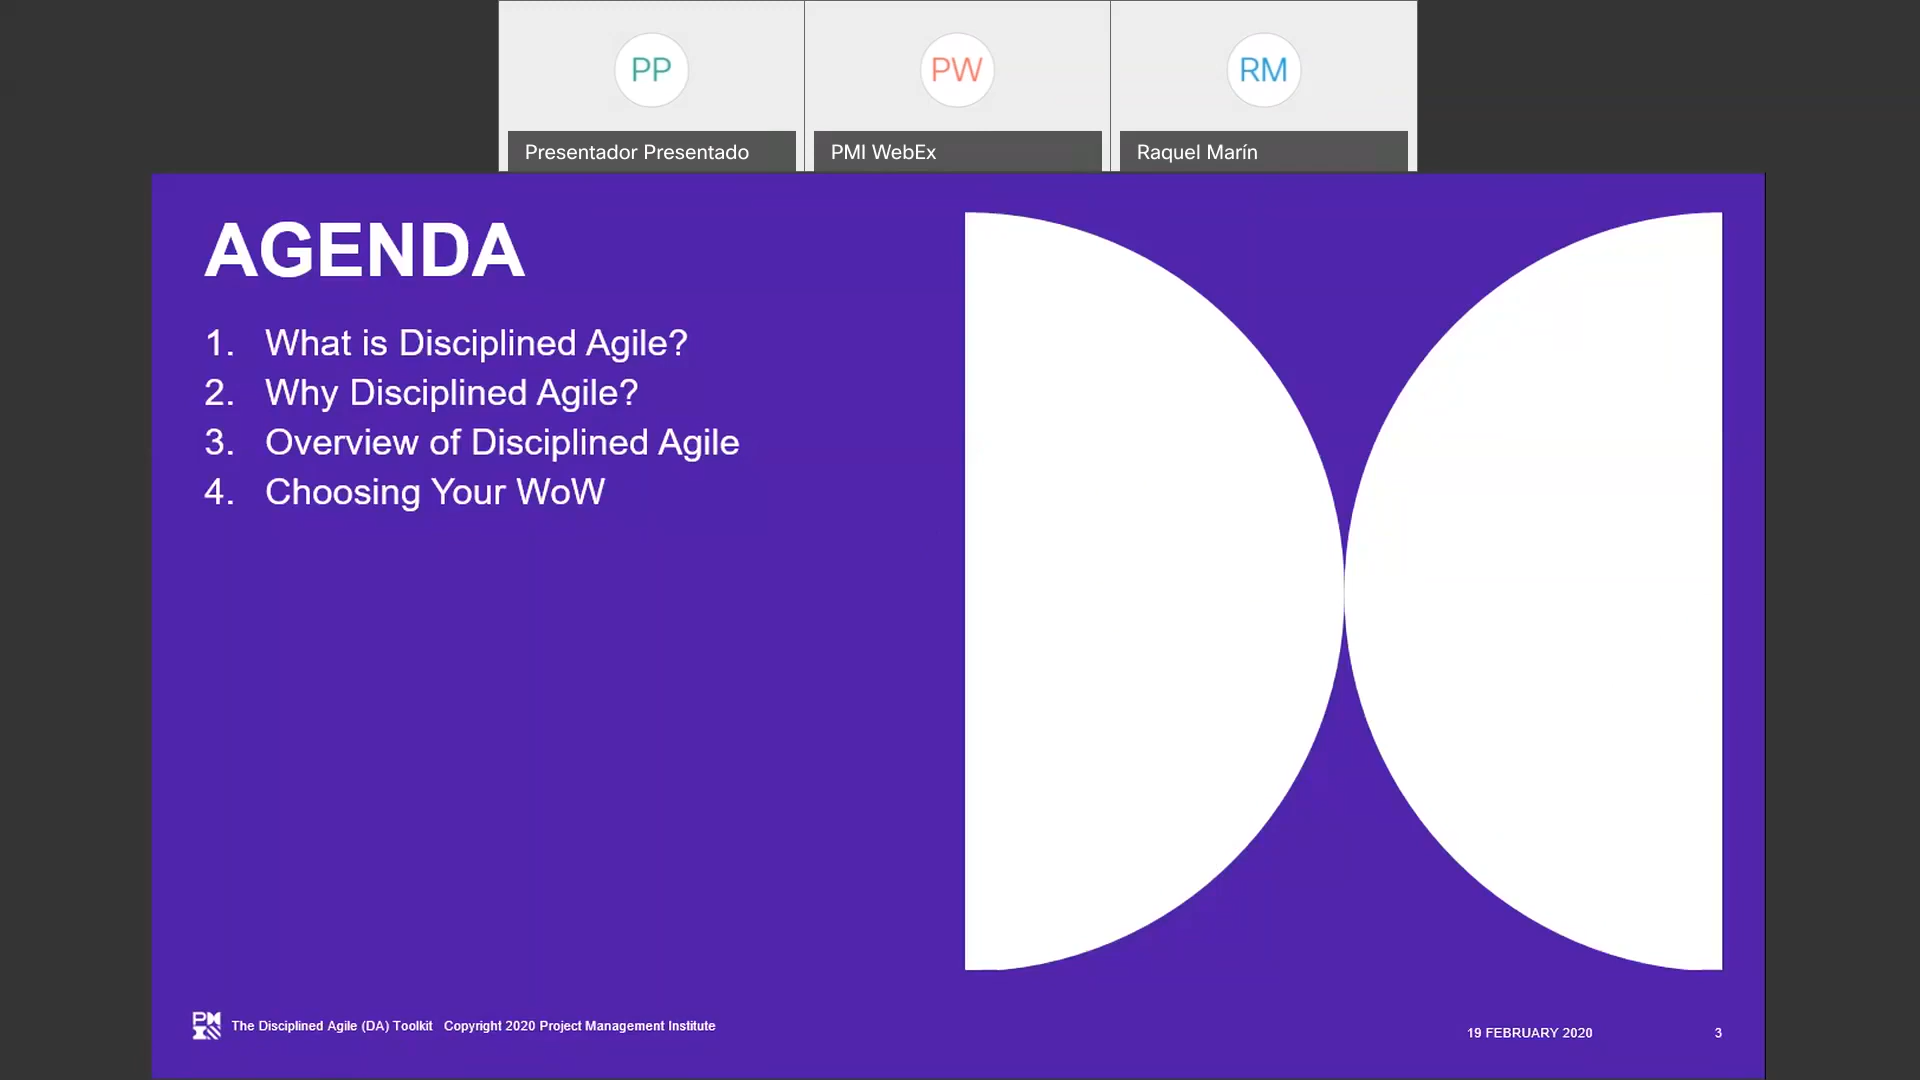 PP
PW
RM
Presentador Presentado
PMI WebEx
Raquel Marín
AGENDA
1. What is Disciplined Agile?
2. Why Disciplined Agile?
3. Overview of Disciplined Agile
4. Choosing Your WoW
The Disciplined Agile (DA) Toolkit Copyright 2020 Project Management Institute
19 FEBRUARY 2020
3